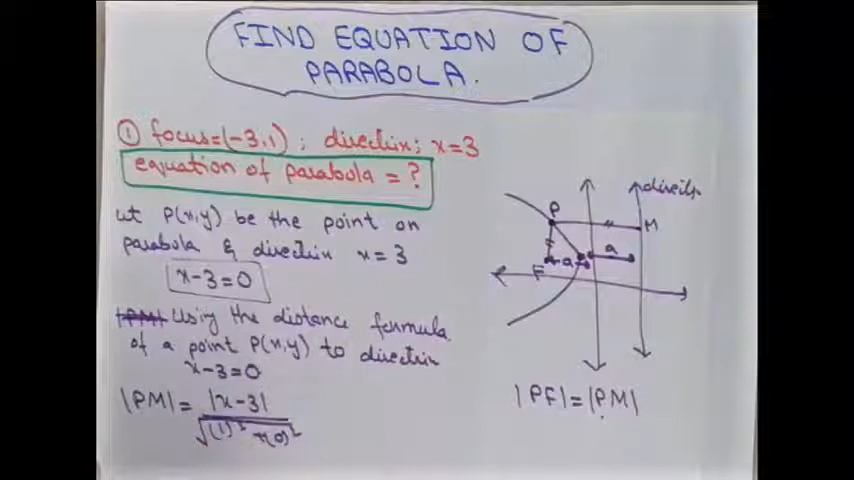 FIND EQUATION OF
PARABOLA.
① focus=(-3,1) ; directrix; x=3
equation of parabola = ?
let P(x,y) be the point on
parabola & directrix x=3
x-3=0
Using the distance formula
of a point P(x,y) to directrix
x-3=0
|PM| = |x-3|
√(1)²+(0)²
directrix
P
M
a
F
a
|PF|=|PM|